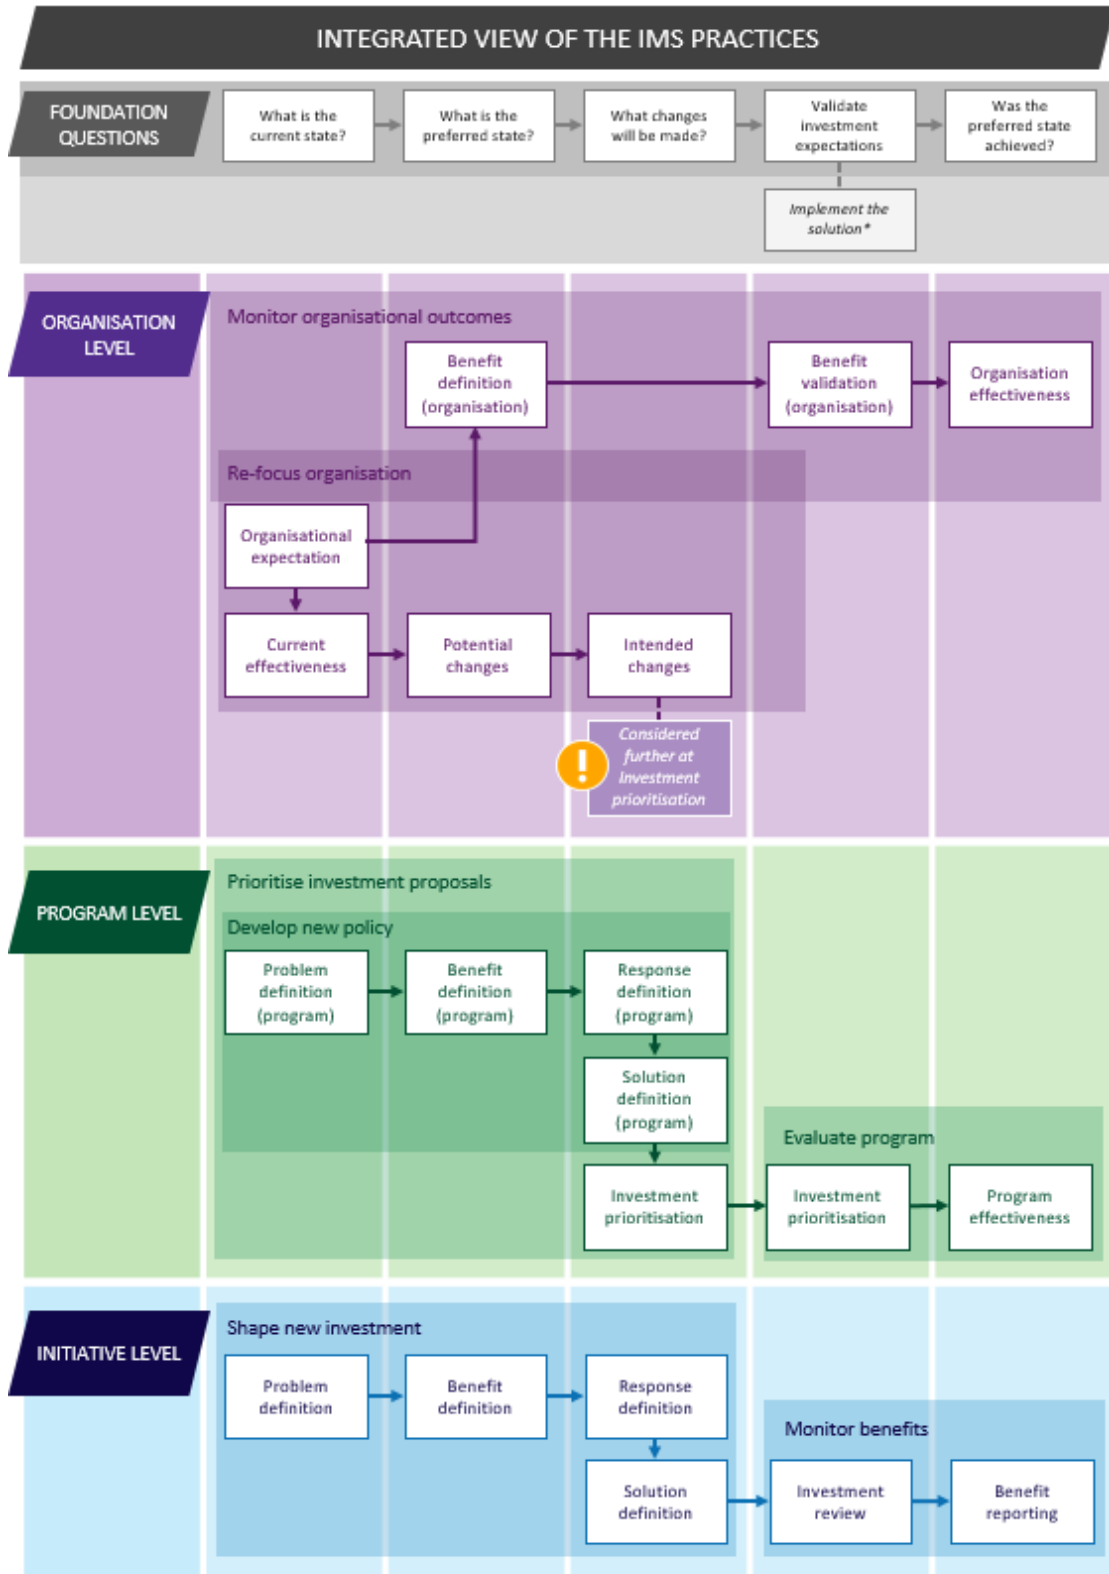 INTEGRATED VIEW OF THE IMS PRACTICES
FOUNDATION
QUESTIONS
What is the
current state?
What is the
preferred state?
What changes
will be made?
Validate
investment
expectations
Was the
preferred state
achieved?
Implement the
solution*
ORGANISATION
LEVEL
Monitor organisational outcomes
Benefit
definition
(organisation)
Benefit
validation
(organisation)
Organisation
effectiveness
Re-focus organisation
Organisational
expectation
Current
effectiveness
Potential
changes
Intended
changes
!
Considered
further at
Investment
prioritisation
PROGRAM LEVEL
Prioritise investment proposals
Develop new policy
Problem
definition
(program)
Benefit
definition
(program)
Response
definition
(program)
Solution
definition
(program)
Evaluate program
Investment
prioritisation
Investment
prioritisation
Program
effectiveness
INITIATIVE LEVEL
Shape new investment
Problem
definition
Benefit
definition
Response
definition
Monitor benefits
Solution
definition
Investment
review
Benefit
reporting